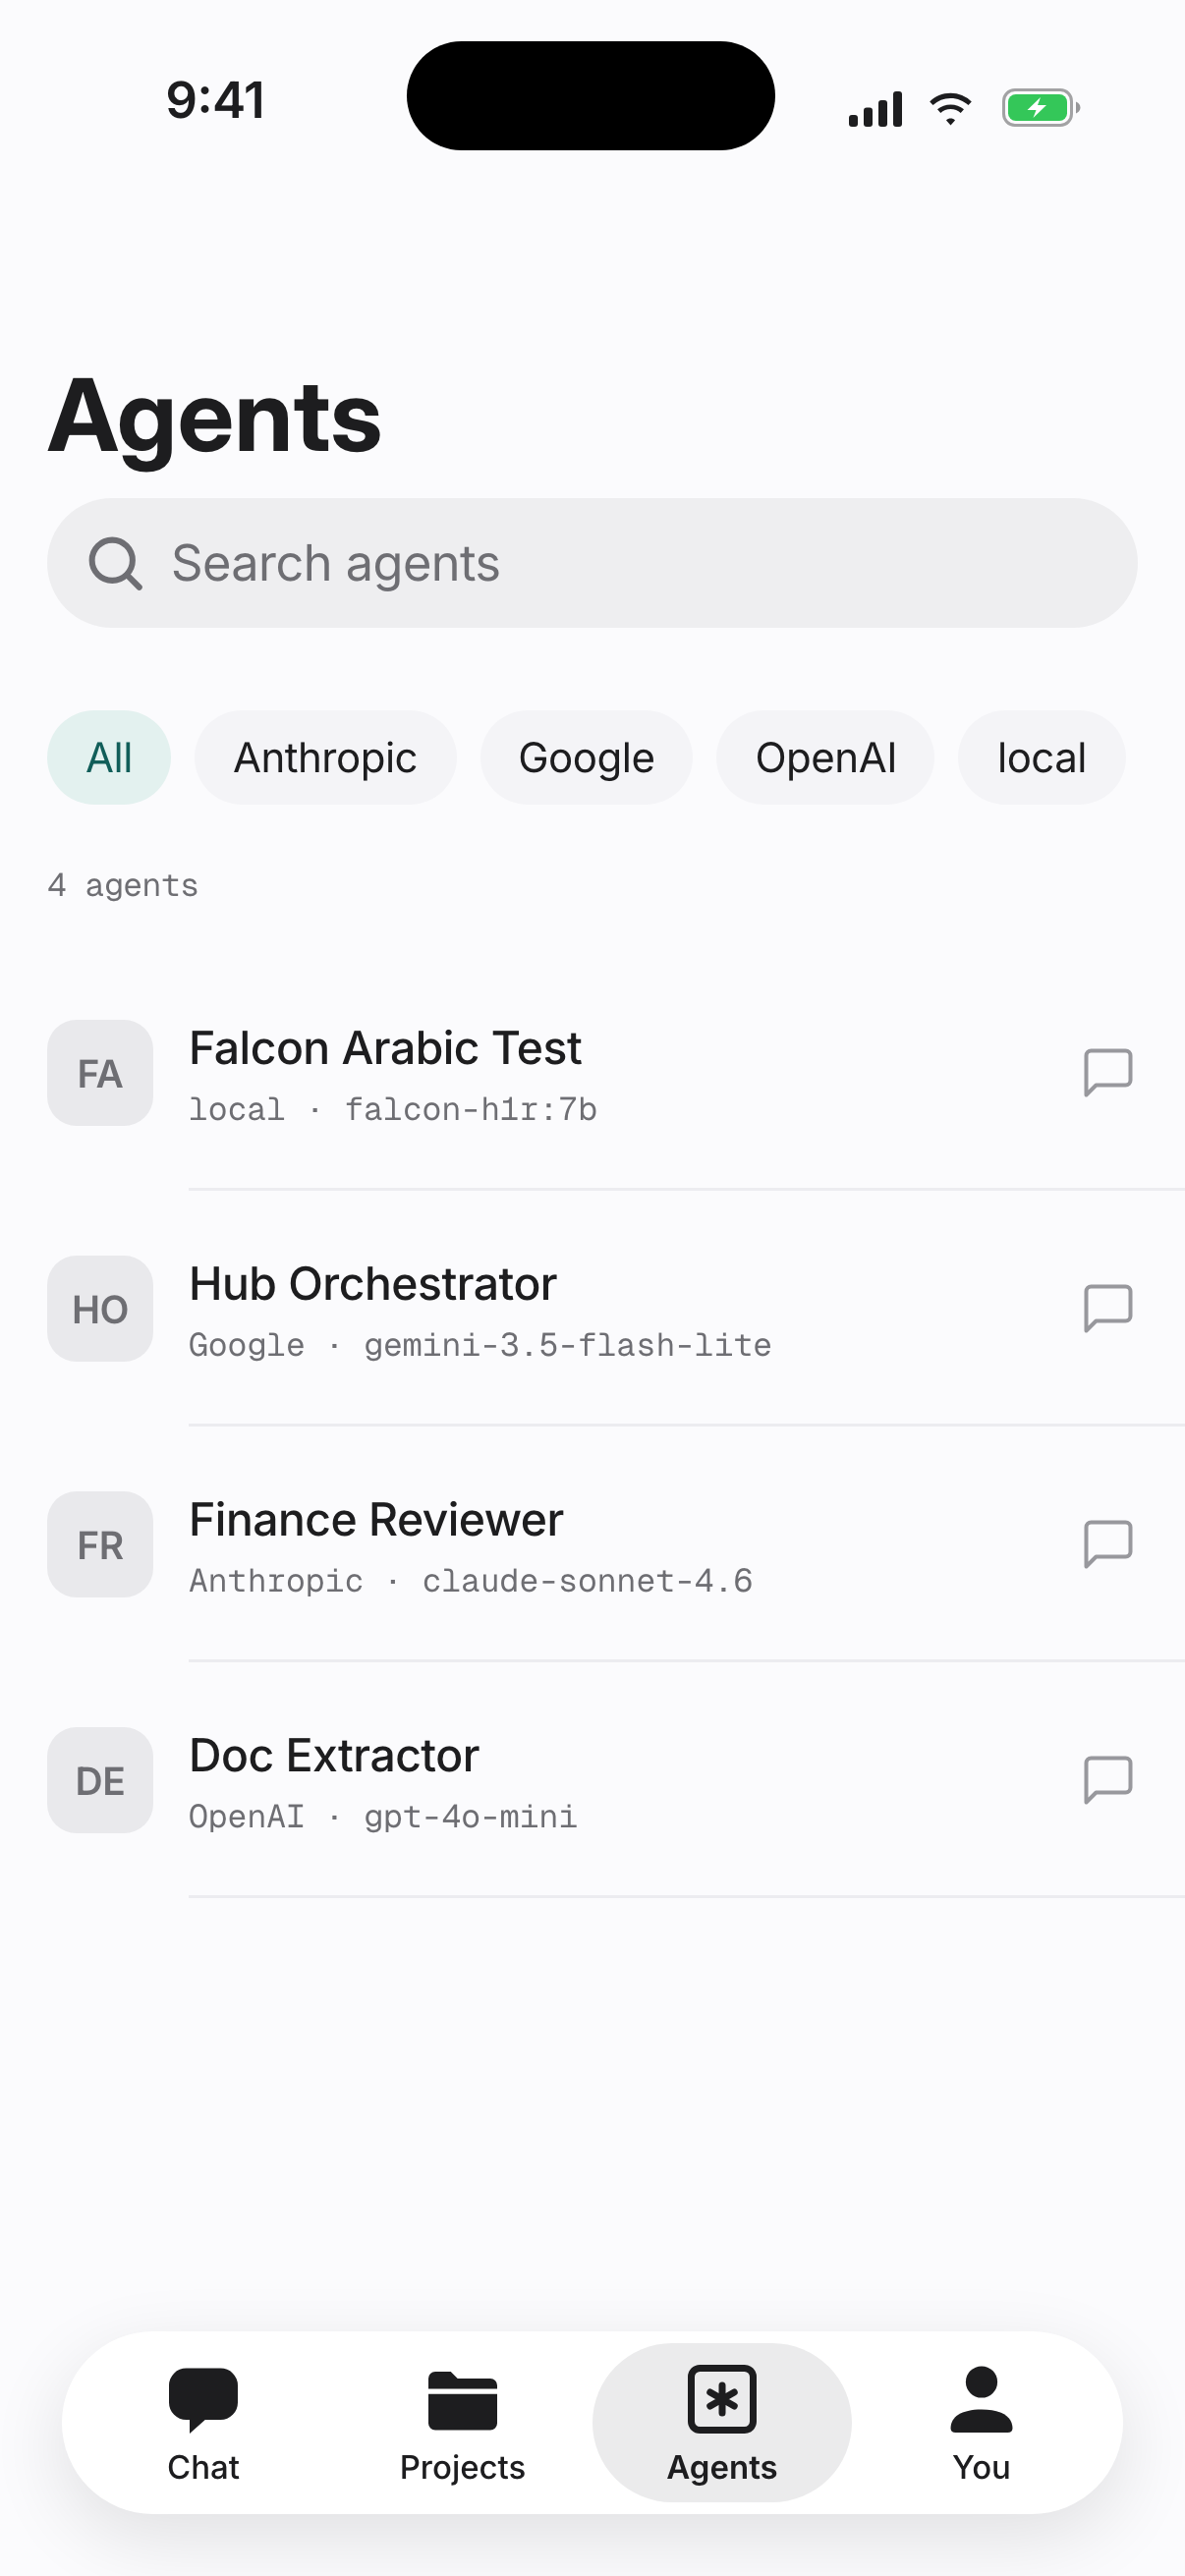 9:41
Agents
Search agents
All Anthropic Google OpenAI local
4 agents
FA Falcon Arabic Test
local · falcon-h1r:7b
HO Hub Orchestrator
Google · gemini-3.5-flash-lite
FR Finance Reviewer
Anthropic · claude-sonnet-4.6
DE Doc Extractor
OpenAI · gpt-4o-mini
Chat Projects Agents You